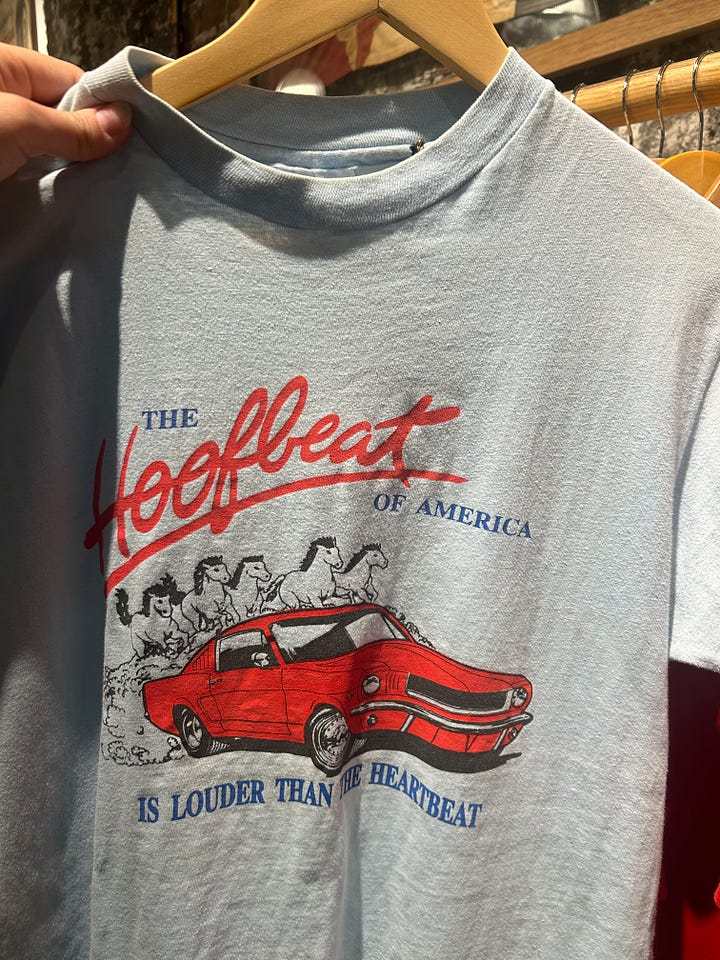 THE
Hoofbeat
OF AMERICA
IS LOUDER THAN THE HEARTBEAT